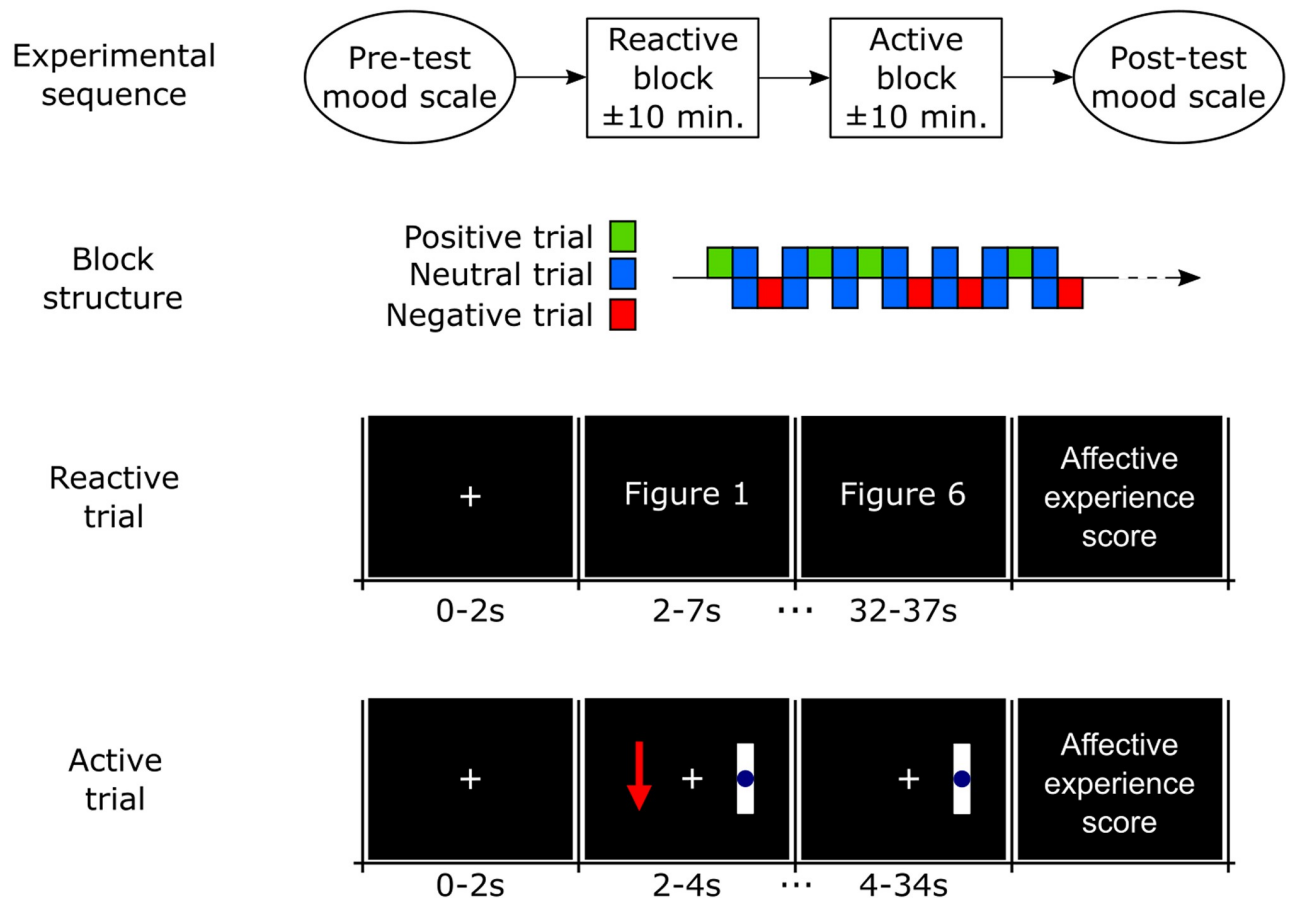 Experimental
sequence
Pre-test
mood scale
Reactive
block
±10 min.
Active
block
±10 min.
Post-test
mood scale
Block
structure
Positive trial
Neutral trial
Negative trial
Reactive
trial
+
Figure 1
Figure 6
Affective
experience
score
0-2s
2-7s
...
32-37s
Active
trial
+
+
+
Affective
experience
score
0-2s
2-4s
...
4-34s